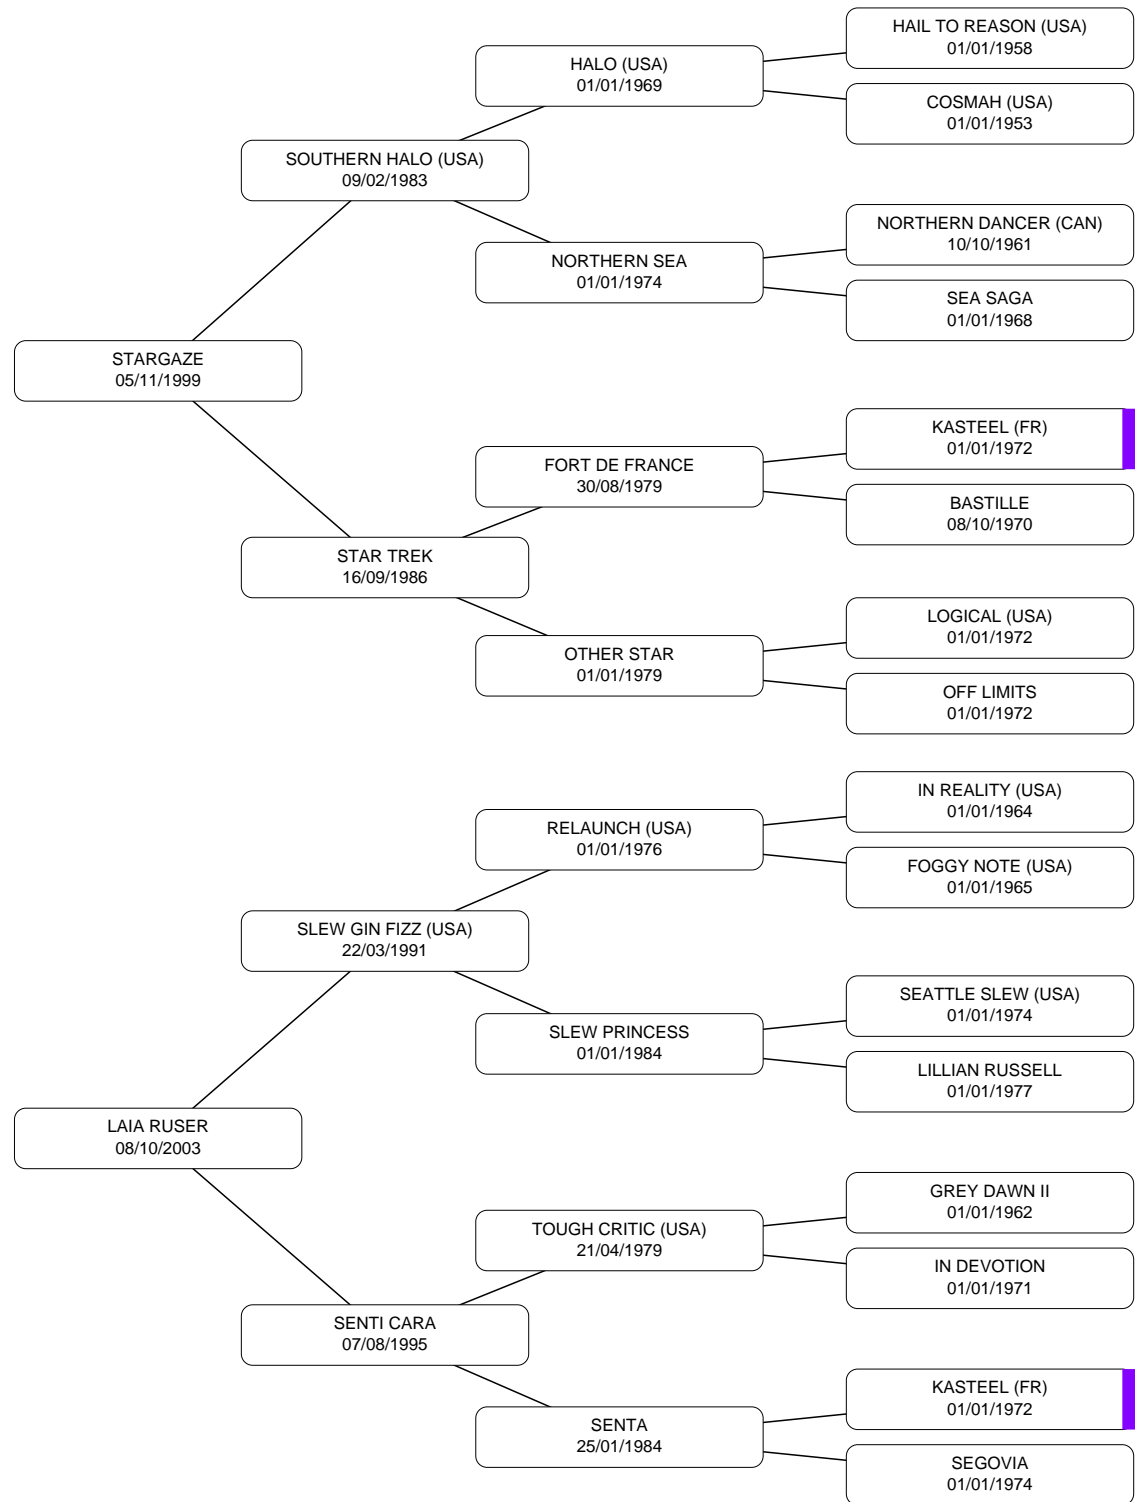 HAIL TO REASON (USA)
01/01/1958
HALO (USA)
01/01/1969
COSMAH (USA)
01/01/1953
SOUTHERN HALO (USA)
09/02/1983
NORTHERN DANCER (CAN)
10/10/1961
NORTHERN SEA
01/01/1974
SEA SAGA
01/01/1968
STARGAZE
05/11/1999
KASTEEL (FR)
01/01/1972
FORT DE FRANCE
30/08/1979
BASTILLE
08/10/1970
STAR TREK
16/09/1986
LOGICAL (USA)
01/01/1972
OTHER STAR
01/01/1979
OFF LIMITS
01/01/1972
IN REALITY (USA)
01/01/1964
RELAUNCH (USA)
01/01/1976
FOGGY NOTE (USA)
01/01/1965
SLEW GIN FIZZ (USA)
22/03/1991
SEATTLE SLEW (USA)
01/01/1974
SLEW PRINCESS
01/01/1984
LILLIAN RUSSELL
01/01/1977
LAIA RUSER
08/10/2003
GREY DAWN II
01/01/1962
TOUGH CRITIC (USA)
21/04/1979
IN DEVOTION
01/01/1971
SENTI CARA
07/08/1995
KASTEEL (FR)
01/01/1972
SENTA
25/01/1984
SEGOVIA
01/01/1974